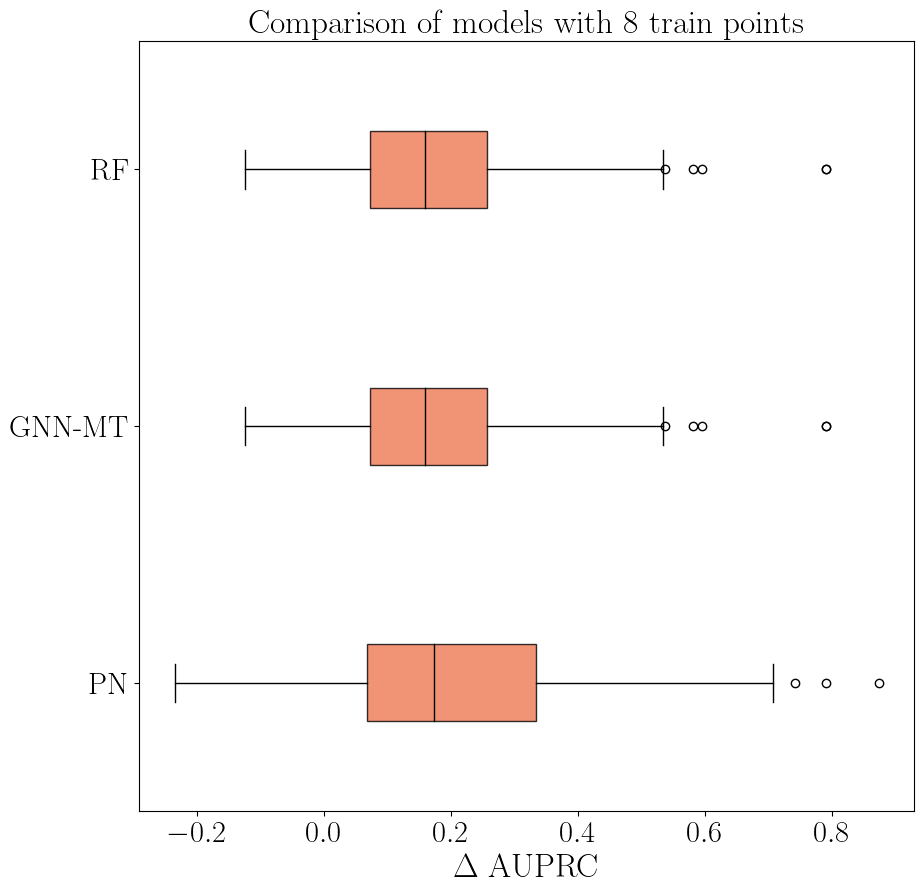 Comparison of models with 8 train points
RF
GNN-MT
PN
−0.2 0.0 0.2 0.4 0.6 0.8
Δ AUPRC